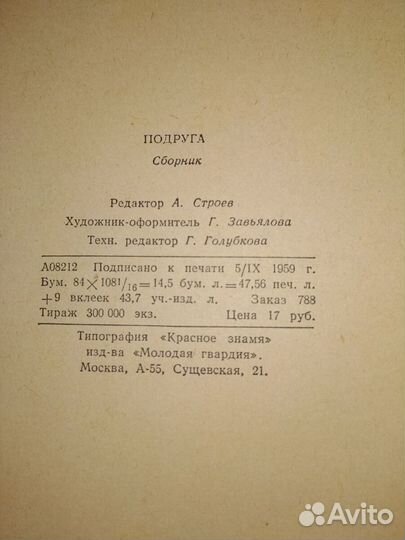 ПОДРУГА
Сборник
Редактор А. Строев
Художник-оформитель Г. Завьялова
Техн. редактор Г. Голубкова
А08212 Подписано к печати 5/IX 1959 г.
Бум. 84×108¹/₁₆=14,5 бум. л.=47,56 печ. л.
+9 вклеек 43,7 уч.-изд. л. Заказ 788
Тираж 300 000 экз. Цена 17 руб.
Типография «Красное знамя»
изд-ва «Молодая гвардия».
Москва, А-55, Сущевская, 21.
Avito